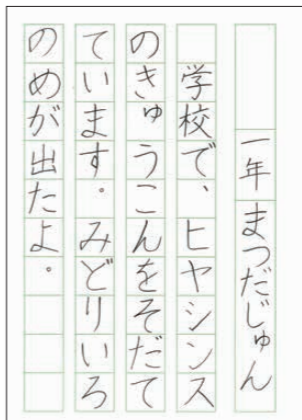 一年 まつだじゅん
学校で、ヒヤシンス
のきゅうこんをそだて
ています。みどりいろ
のめが出たよ。